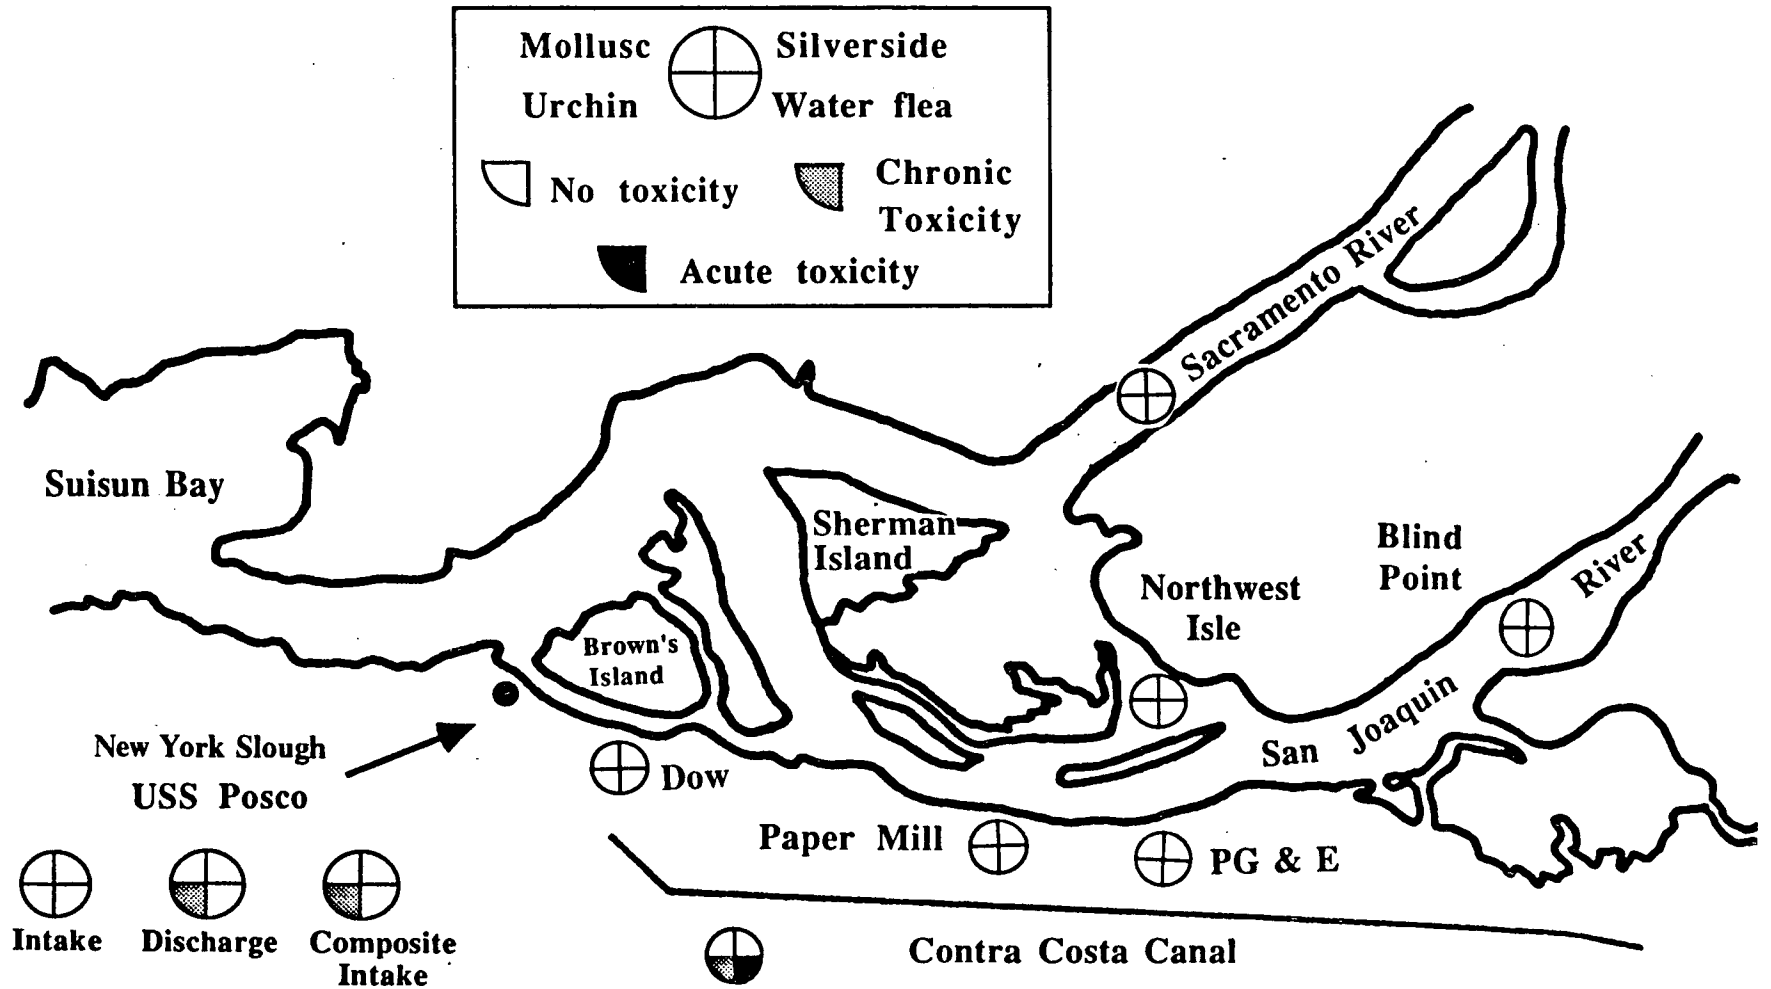 Mollusc Silverside
Urchin Water flea
No toxicity
Chronic
Toxicity
Acute toxicity
Sacramento River
Suisun Bay
Sherman
Island
Blind
Point
River
Northwest
Isle
Brown's
Island
San Joaquin
New York Slough
USS Posco
Dow
Paper Mill
PG & E
Intake
Discharge
Composite
Intake
Contra Costa Canal